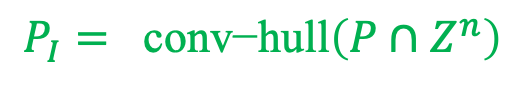 P_I = conv–hull(P ∩ Z^n)